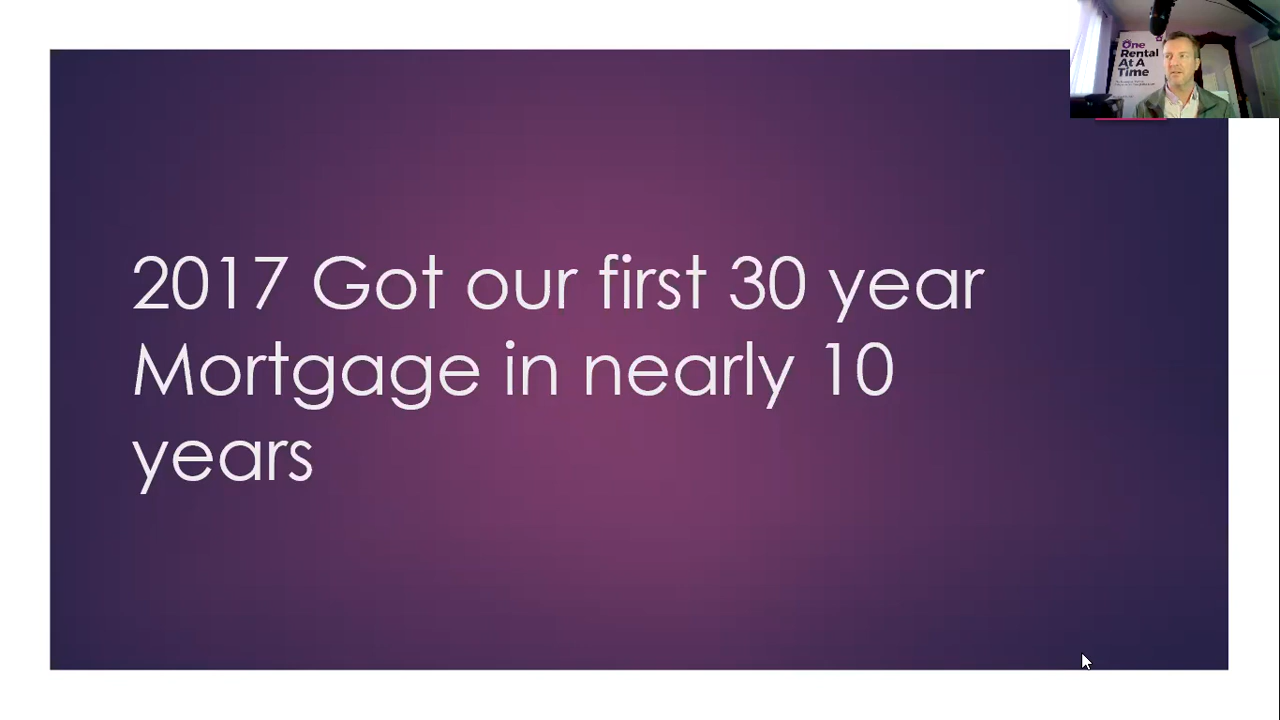 2017 Got our first 30 year
Mortgage in nearly 10
years
One
Rental
At A
Time